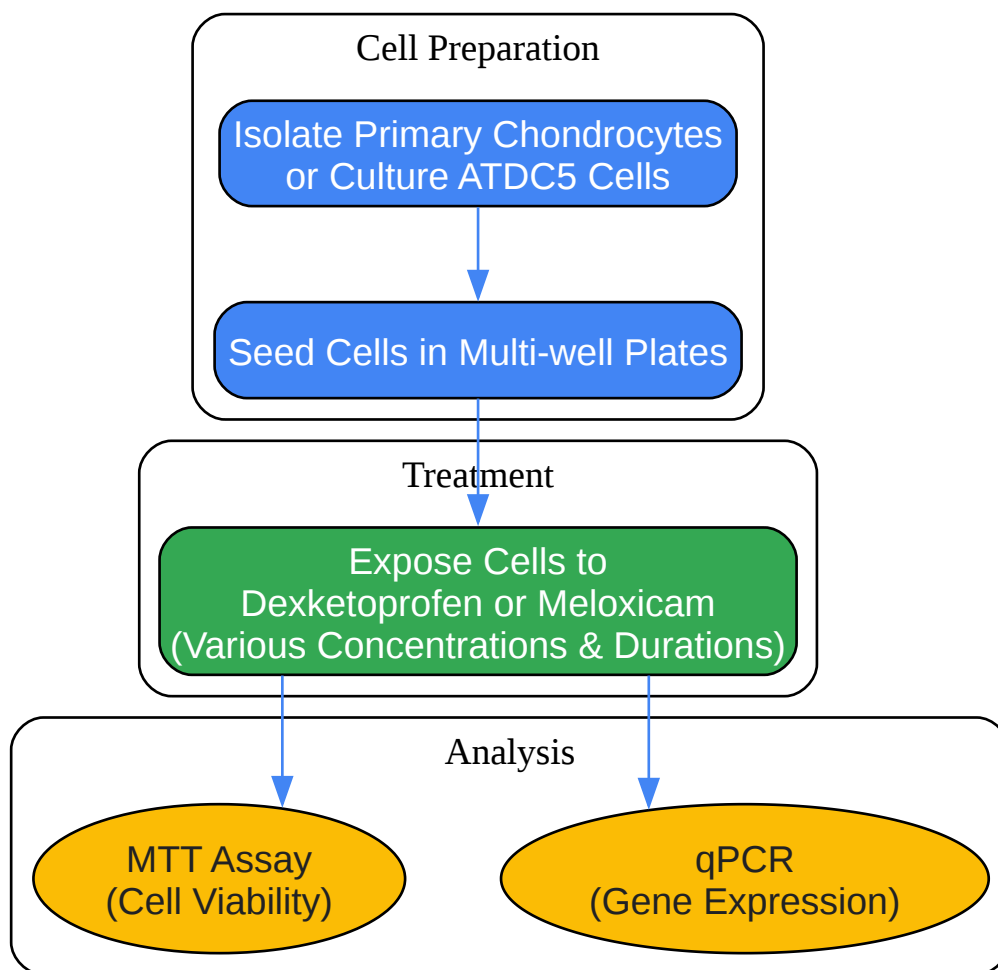 Cell Preparation
Isolate Primary Chondrocytes
or Culture ATDC5 Cells
Seed Cells in Multi-well Plates
Treatment
Expose Cells to
Dexketoprofen or Meloxicam
(Various Concentrations & Durations)
Analysis
MTT Assay
(Cell Viability)
qPCR
(Gene Expression)